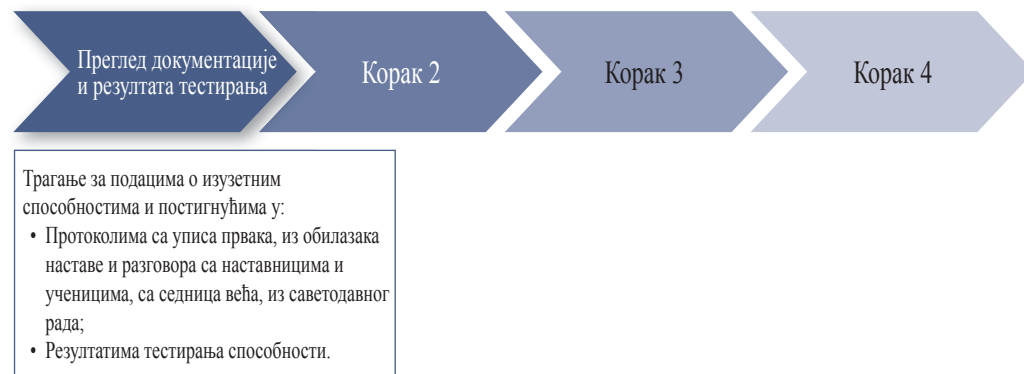 Преглед документације
и резултата тестирања
Корак 2
Корак 3
Корак 4
Трагање за подацима о изузетним
способностима и постигнућима у:
• Протоколима са уписа првака, из обилазака
наставе и разговора са наставницима и
ученицима, са седница већа, из саветодавног
рада;
• Резултатима тестирања способности.